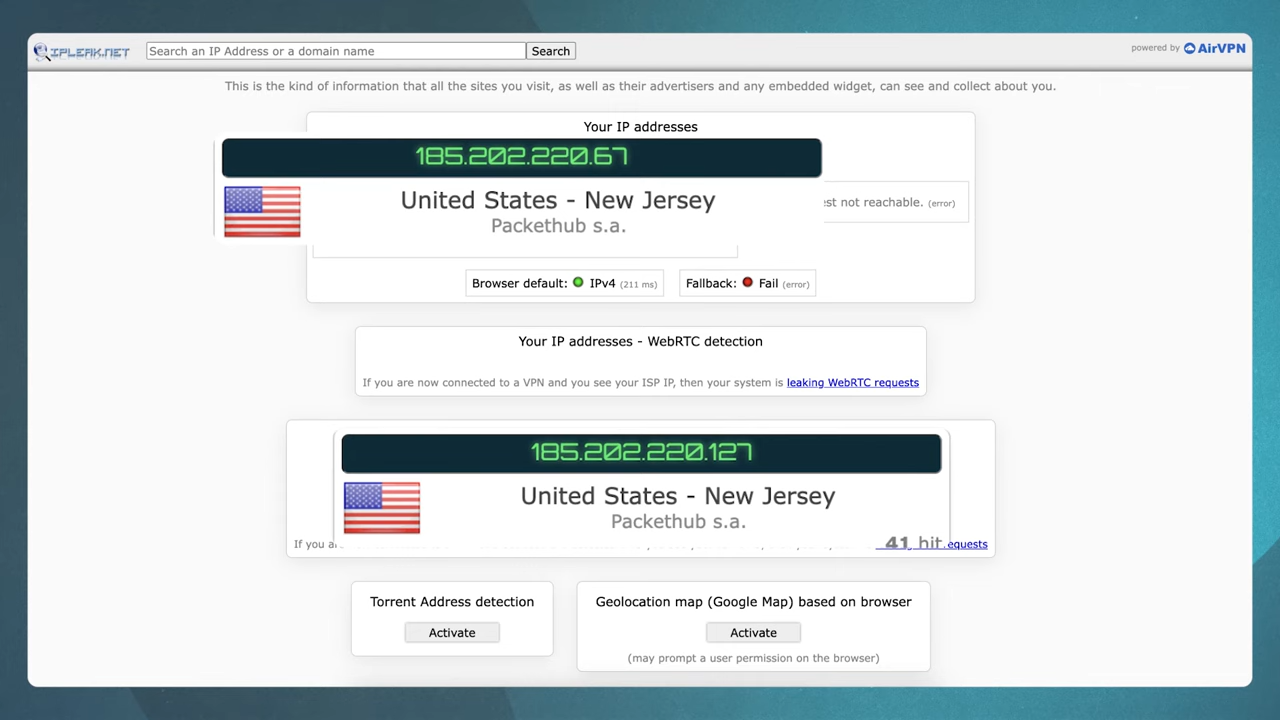 IPLEAK.NET
Search an IP Address or a domain name
Search
powered by AirVPN
This is the kind of information that all the sites you visit, as well as their advertisers and any embedded widget, can see and collect about you.
Your IP addresses
185.202.220.67
United States - New Jersey
Packethub s.a.
not reachable. (error)
Browser default: IPv4 (211 ms)
Fallback: Fail (error)
Your IP addresses - WebRTC detection
If you are now connected to a VPN and you see your ISP IP, then your system is leaking WebRTC requests
185.202.220.127
United States - New Jersey
Packethub s.a.
41 hit
If you
Torrent Address detection
Activate
Geolocation map (Google Map) based on browser
Activate
(may prompt a user permission on the browser)